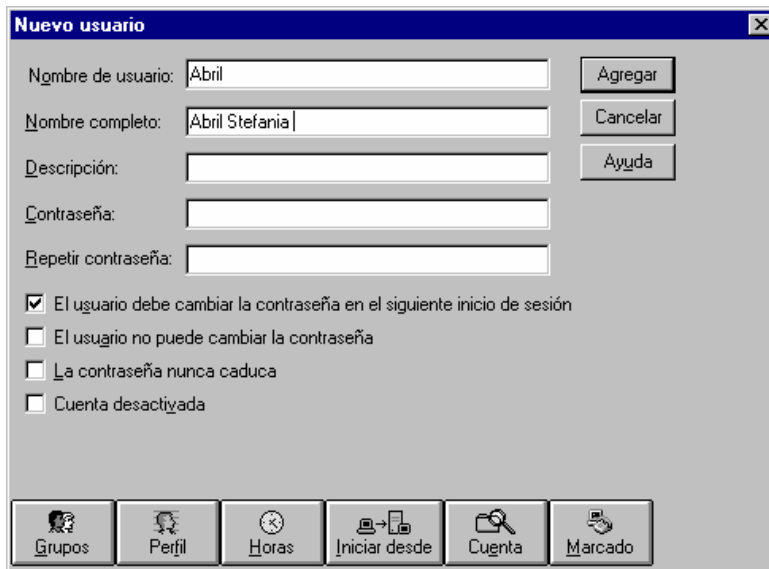 Nuevo usuario
Nombre de usuario: Abril
Agregar
Nombre completo: Abril Stefania
Cancelar
Descripción:
Ayuda
Contraseña:
Repetir contraseña:
El usuario debe cambiar la contraseña en el siguiente inicio de sesión
El usuario no puede cambiar la contraseña
La contraseña nunca caduca
Cuenta desactivada
Grupos
Perfil
Horas
Iniciar desde
Cuenta
Marcado